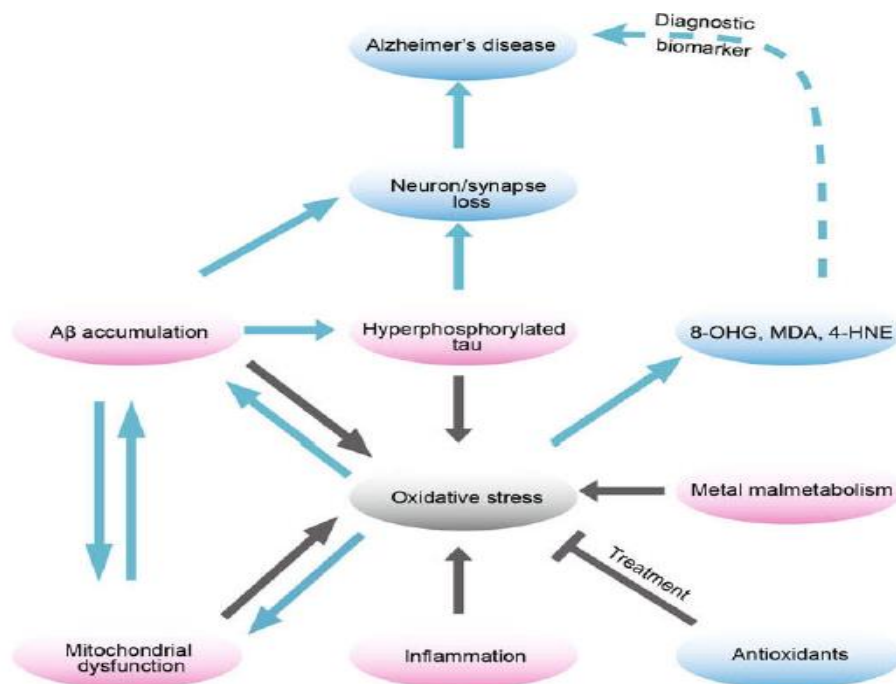 Diagnostic
biomarker
Alzheimer's disease
Neuron/synapse
loss
Aβ accumulation
Hyperphosphorylated
tau
8-OHG, MDA, 4-HNE
Oxidative stress
Metal malmetabolism
Treatment
Mitochondrial
dysfunction
Inflammation
Antioxidants